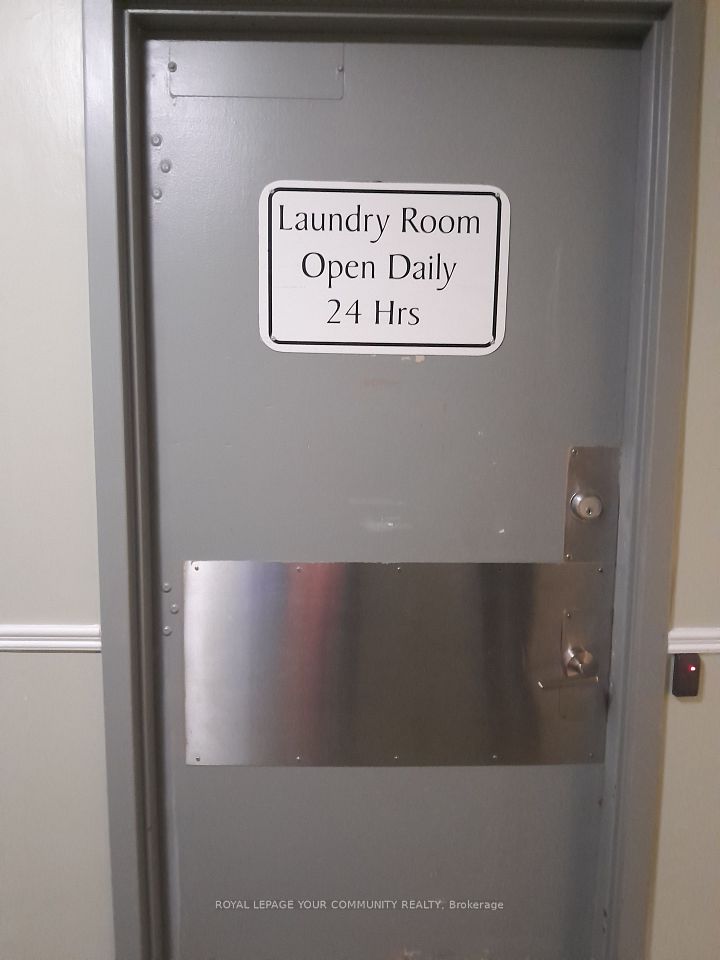 Laundry Room
Open Daily
24 Hrs
ROYAL LEPAGE YOUR COMMUNITY REALTY, Brokerage